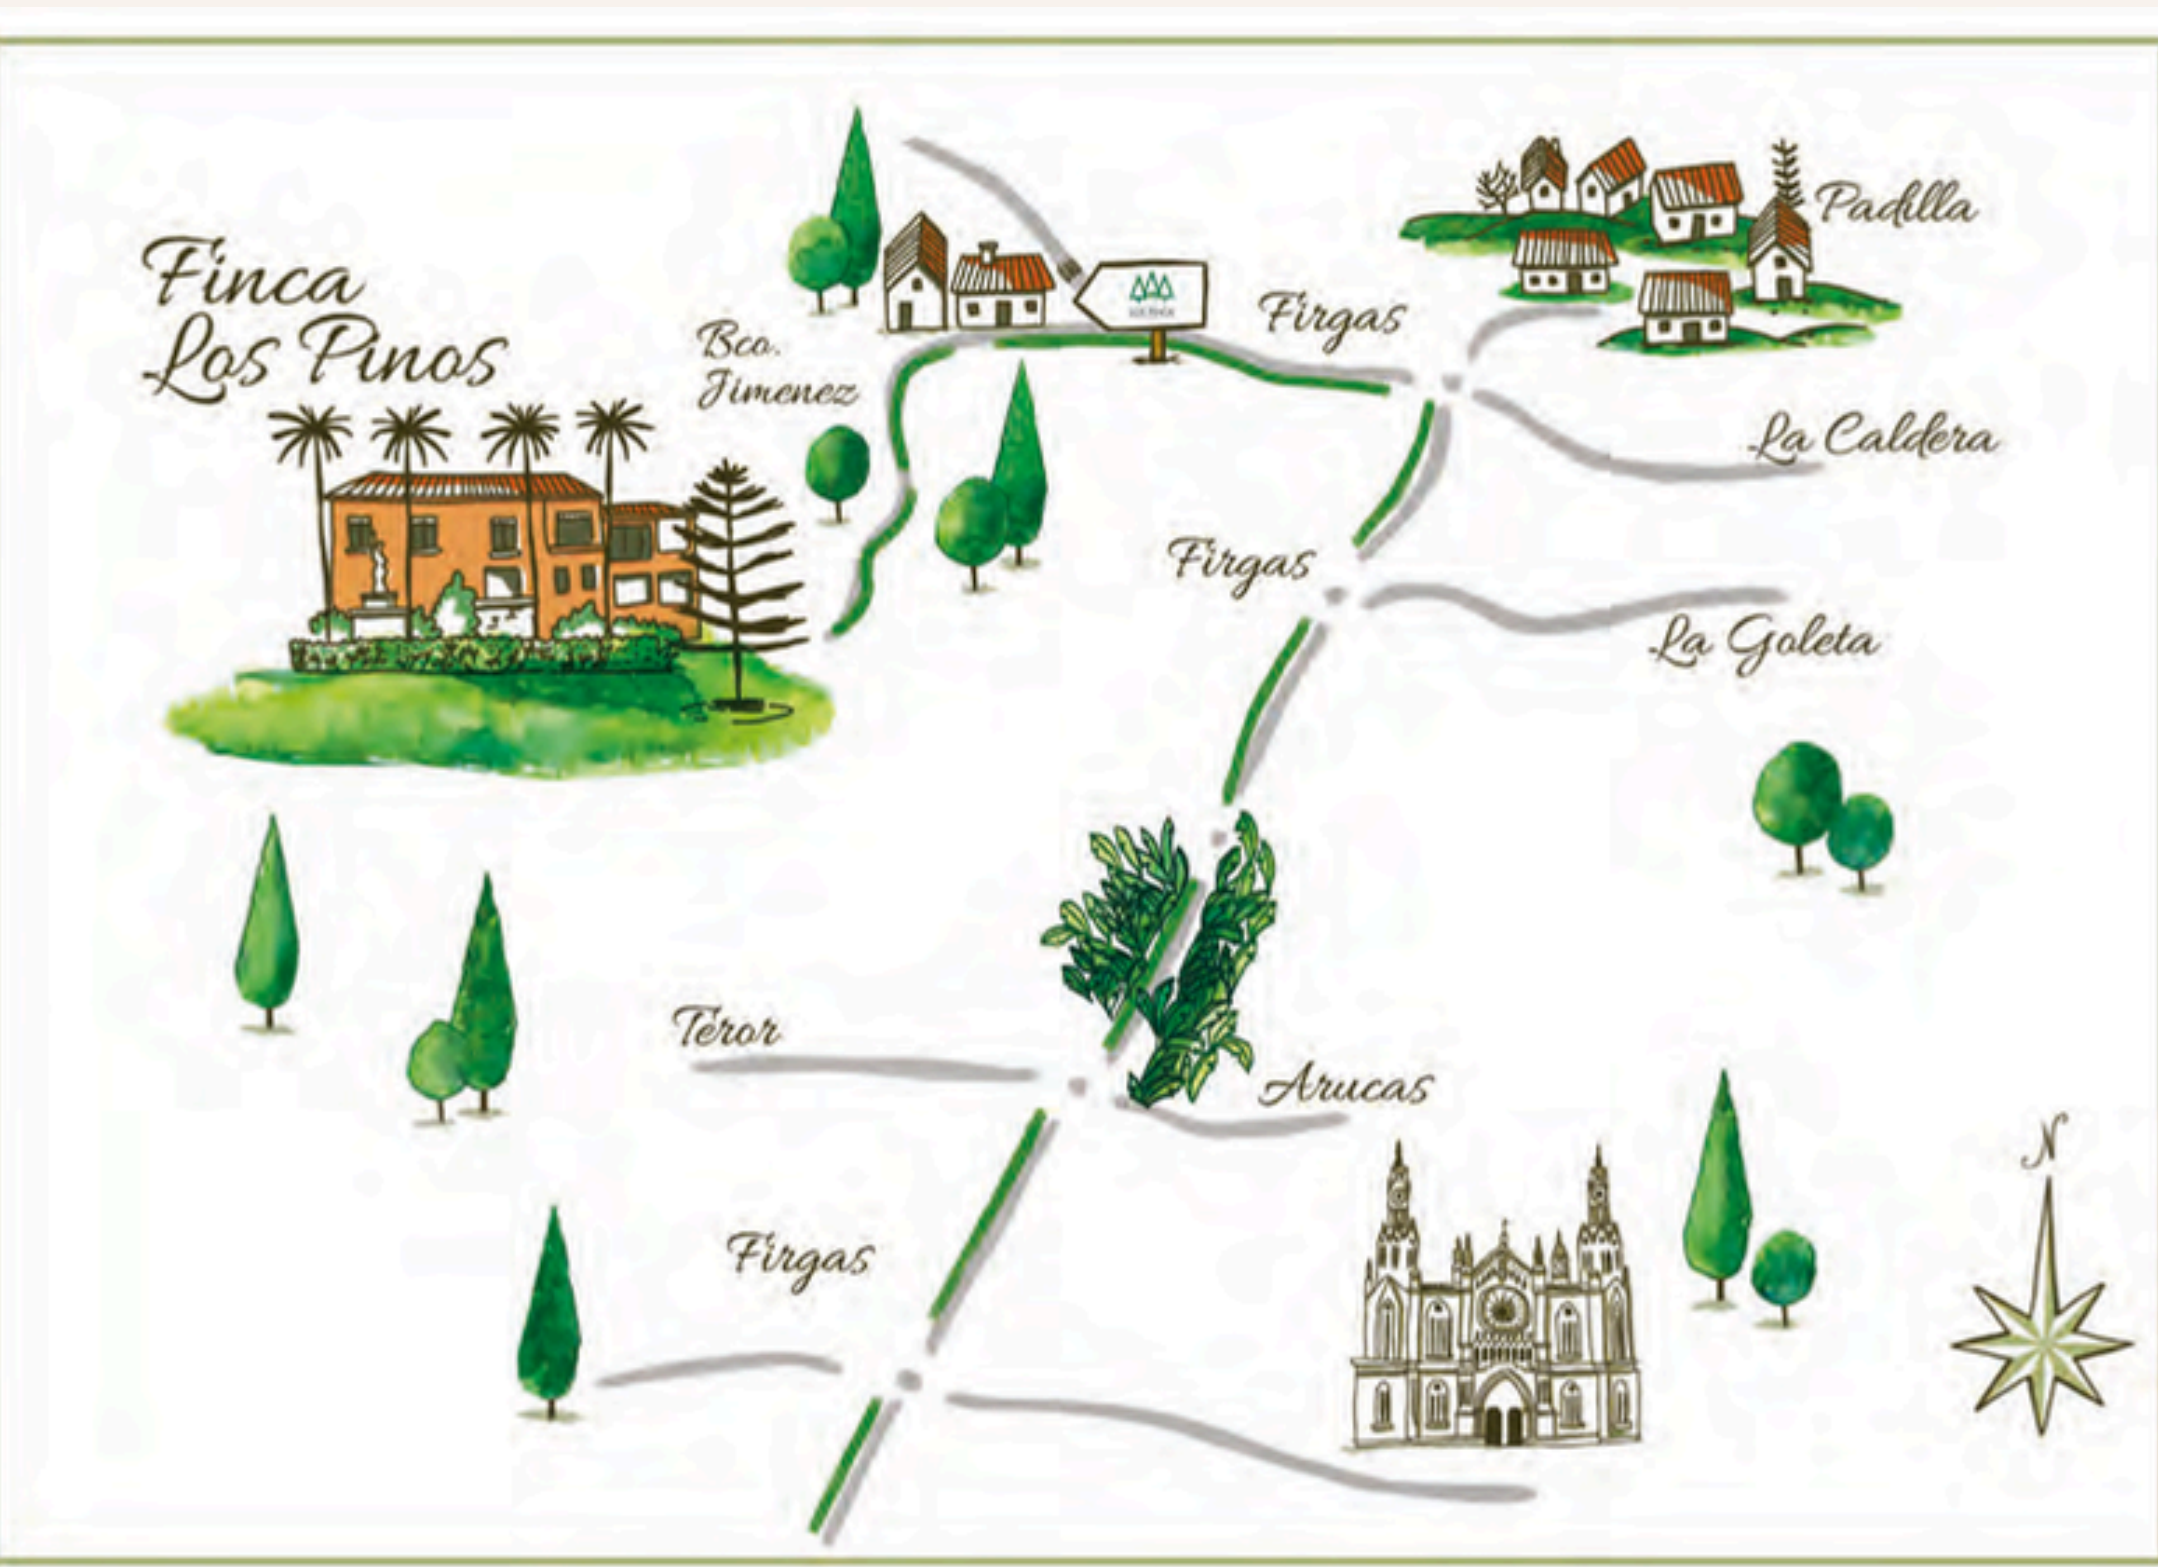 Finca
Los Pinos
Bco.
Jimenez
Firgas
Padilla
La Caldera
Firgas
La Goleta
Teror
Arucas
Firgas
N